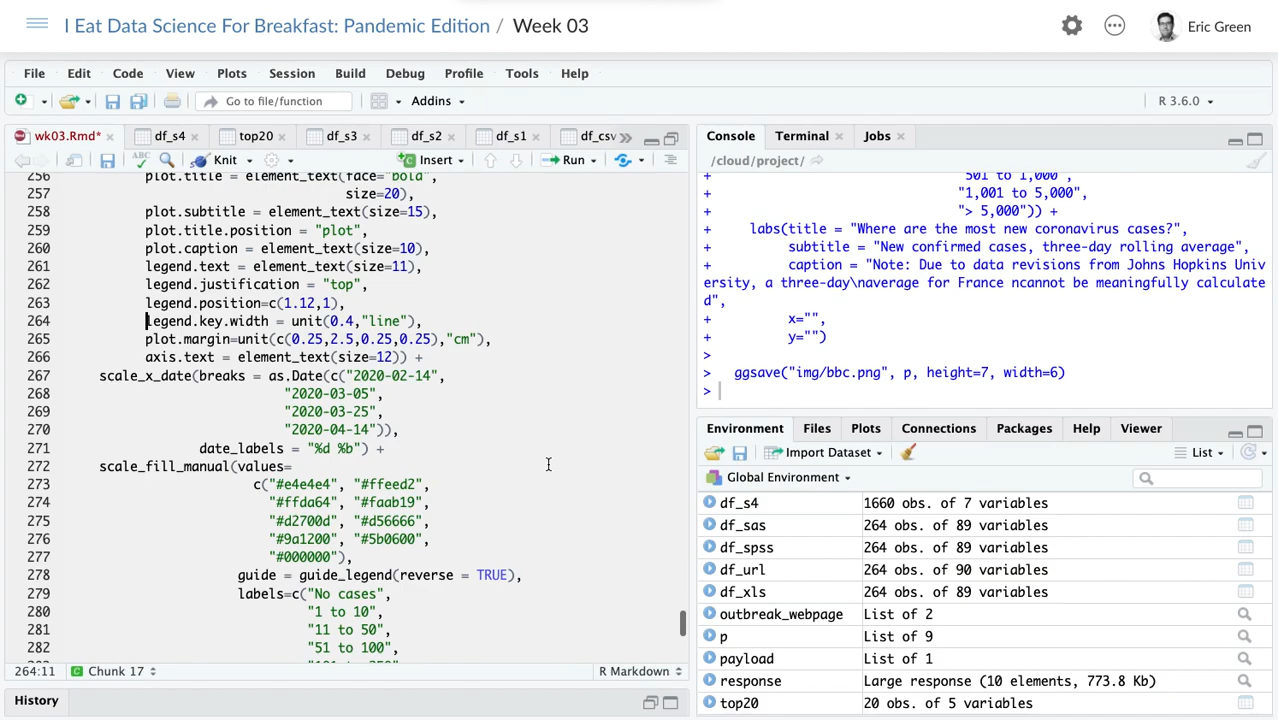 I Eat Data Science For Breakfast: Pandemic Edition / Week 03
Eric Green
File Edit Code View Plots Session Build Debug Profile Tools Help
Go to file/function Addins R 3.6.0
wk03.Rmd* df_s4 top20 df_s3 df_s2 df_s1 df_csv
ABC Knit Insert Run
256 plot.title = element_text(face="bold",
257 size=20),
258 plot.subtitle = element_text(size=15),
259 plot.title.position = "plot",
260 plot.caption = element_text(size=10),
261 legend.text = element_text(size=11),
262 legend.justification = "top",
263 legend.position=c(1.12,1),
264 legend.key.width = unit(0.4,"line"),
265 plot.margin=unit(c(0.25,2.5,0.25,0.25),"cm"),
266 axis.text = element_text(size=12)) +
267 scale_x_date(breaks = as.Date(c("2020-02-14",
268 "2020-03-05",
269 "2020-03-25",
270 "2020-04-14")),
271 date_labels = "%d %b") +
272 scale_fill_manual(values=
273 c("#e4e4e4", "#ffeed2",
274 "#ffda64", "#faab19",
275 "#d2700d", "#d56666",
276 "#9a1200", "#5b0600",
277 "#000000"),
278 guide = guide_legend(reverse = TRUE),
279 labels=c("No cases",
280 "1 to 10",
281 "11 to 50",
282 "51 to 100",
264:11 Chunk 17 R Markdown
History
Console Terminal Jobs
/cloud/project/
+ "501 to 1,000",
+ "1,001 to 5,000",
+ "> 5,000")) +
+ labs(title = "Where are the most new coronavirus cases?",
+ subtitle = "New confirmed cases, three-day rolling average",
+ caption = "Note: Due to data revisions from Johns Hopkins Univ
ersity, a three-day\naverage for France ncannot be meaningfully calculate
d",
+ x="",
+ y="")
>
> ggsave("img/bbc.png", p, height=7, width=6)
>
Environment Files Plots Connections Packages Help Viewer
Import Dataset List
Global Environment
df_s4 1660 obs. of 7 variables
df_sas 264 obs. of 89 variables
df_spss 264 obs. of 89 variables
df_url 264 obs. of 90 variables
df_xls 264 obs. of 89 variables
outbreak_webpage List of 2
p List of 9
payload List of 1
response Large response (10 elements, 773.8 Kb)
top20 20 obs. of 5 variables